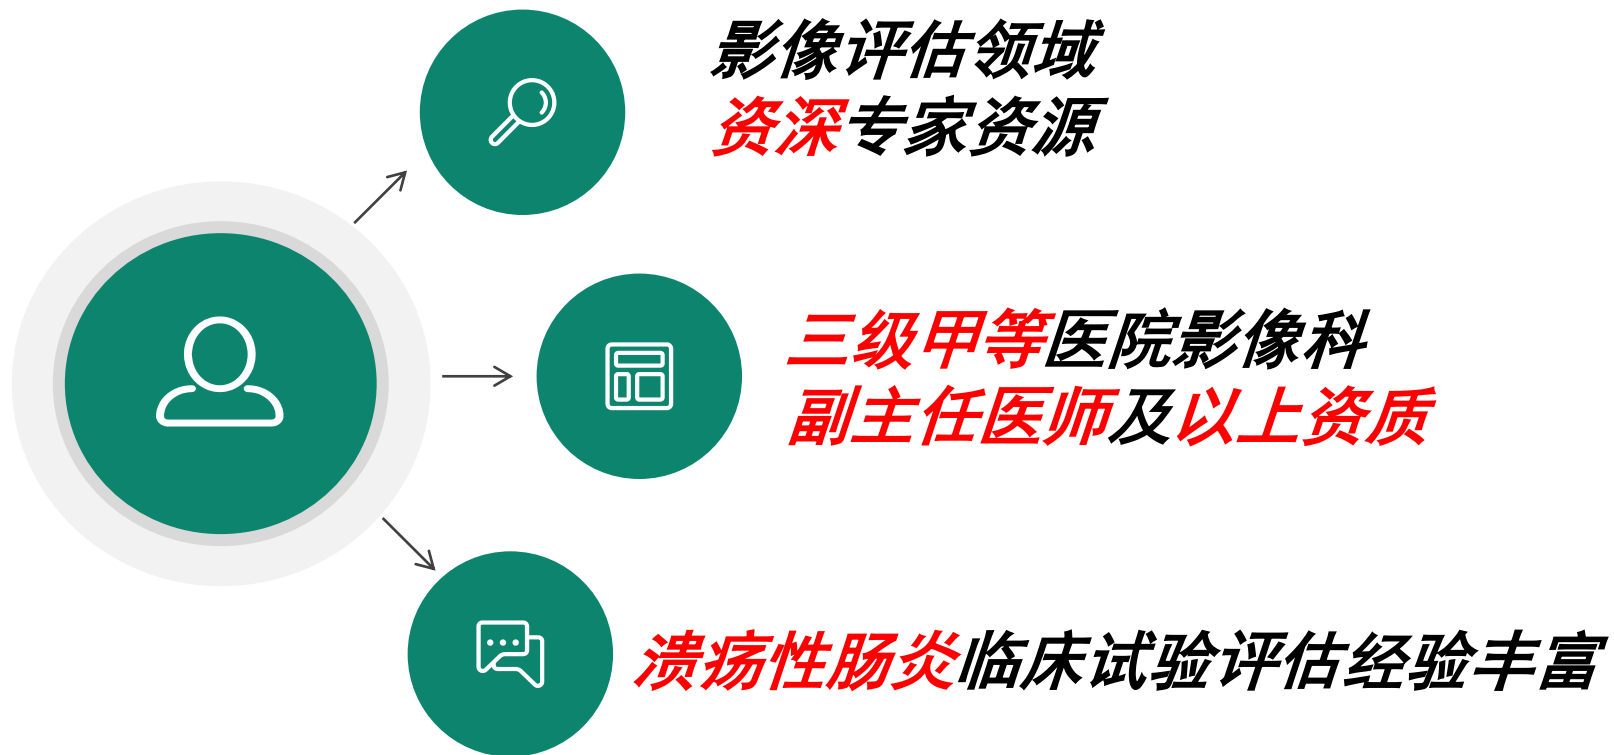 影像评估领域
资深专家资源
三级甲等医院影像科
副主任医师及以上资质
溃疡性肠炎临床试验评估经验丰富